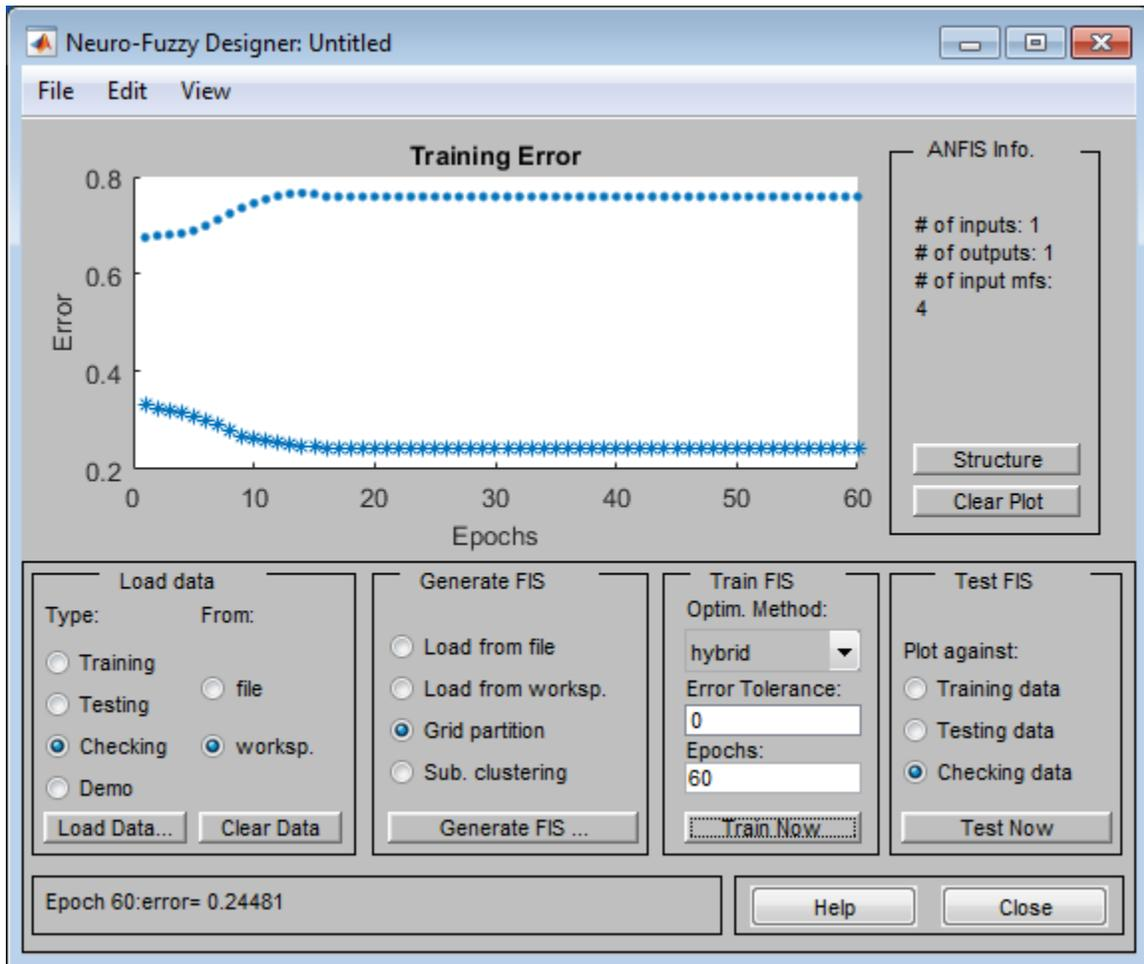 Neuro-Fuzzy Designer: Untitled
File Edit View
Training Error
0.8
0.6
0.4
0.2
Error
0 10 20 30 40 50 60
Epochs
ANFIS Info.
# of inputs: 1
# of outputs: 1
# of input mfs:
4
Structure
Clear Plot
Load data
Type: From:
Training
Testing
Checking
Demo
file
worksp.
Load Data... Clear Data
Generate FIS
Load from file
Load from worksp.
Grid partition
Sub. clustering
Generate FIS ...
Train FIS
Optim. Method:
hybrid
Error Tolerance:
0
Epochs:
60
Train Now
Test FIS
Plot against:
Training data
Testing data
Checking data
Test Now
Epoch 60:error= 0.24481
Help Close